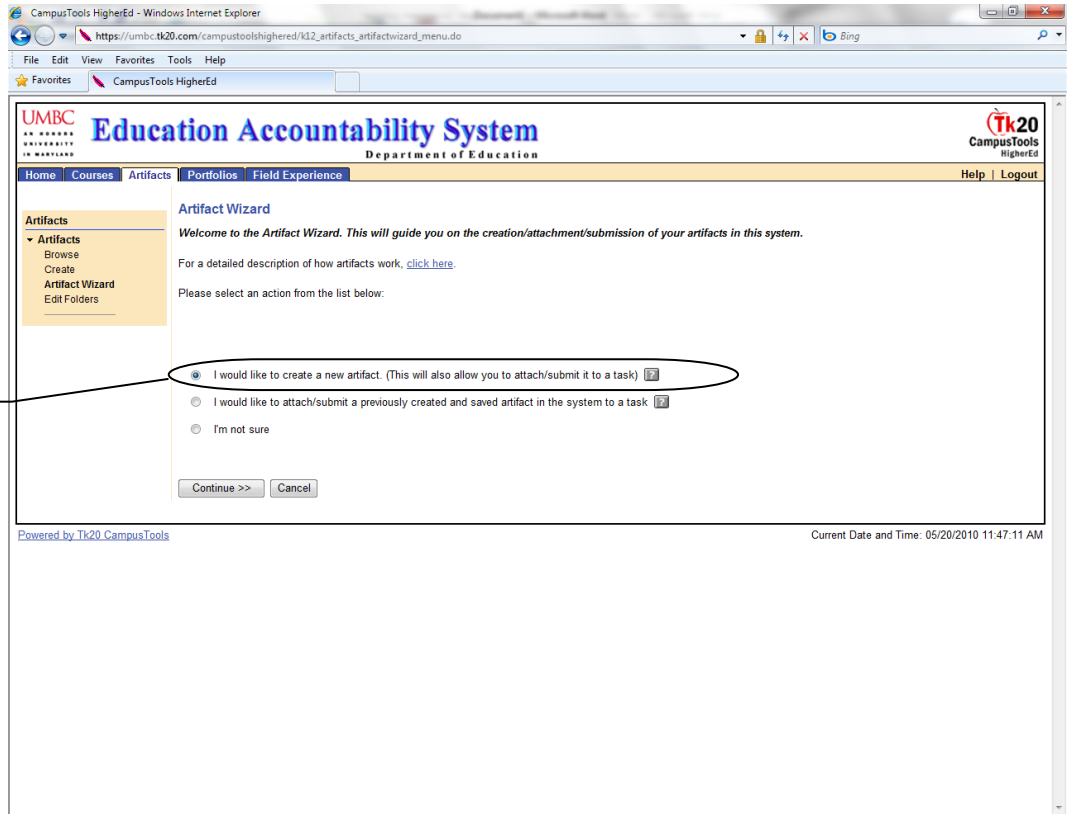 CampusTools HigherEd - Windows Internet Explorer
https://umbc.tk20.com/campustoolshighered/k12_artifacts_artifactwizard_menu.do
Bing
File Edit View Favorites Tools Help
Favorites CampusTools HigherEd
UMBC
AN HONORS
UNIVERSITY
IN MARYLAND
Education Accountability System
Department of Education
Tk20
CampusTools
HigherEd
Home Courses Artifacts Portfolios Field Experience Help | Logout
Artifacts
Artifacts
Browse
Create
Artifact Wizard
Edit Folders
Artifact Wizard
Welcome to the Artifact Wizard. This will guide you on the creation/attachment/submission of your artifacts in this system.
For a detailed description of how artifacts work, click here.
Please select an action from the list below:
I would like to create a new artifact. (This will also allow you to attach/submit it to a task) ?
I would like to attach/submit a previously created and saved artifact in the system to a task ?
I'm not sure
Continue >> Cancel
Powered by Tk20 CampusTools Current Date and Time: 05/20/2010 11:47:11 AM